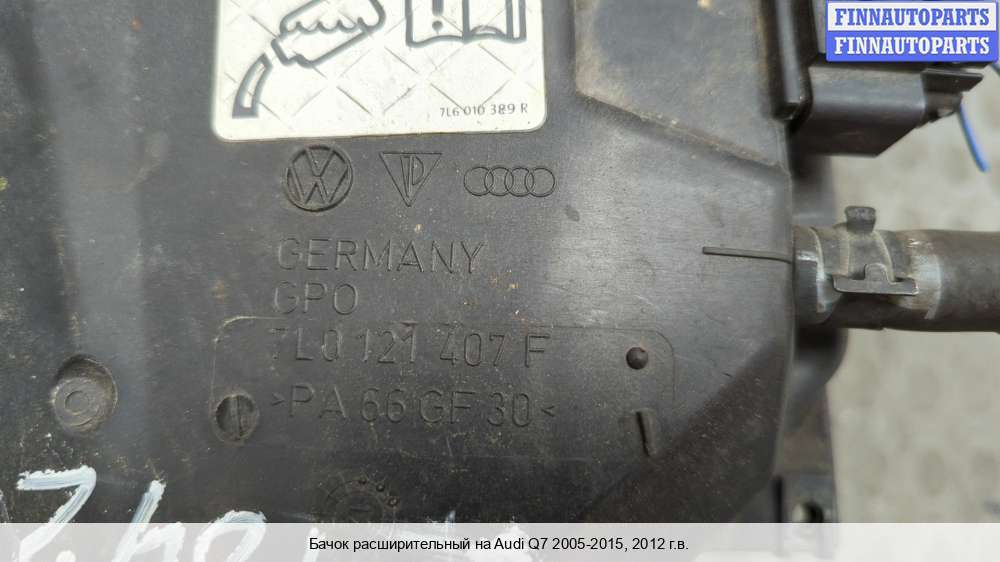 FINNAUTOPARTS
FINNAUTOPARTS
7L6 010 389 R
GERMANY
GPO
7L0 121 407 F
>PA 66 GF 30<
Бачок расширительный на Audi Q7 2005-2015, 2012 г.в.